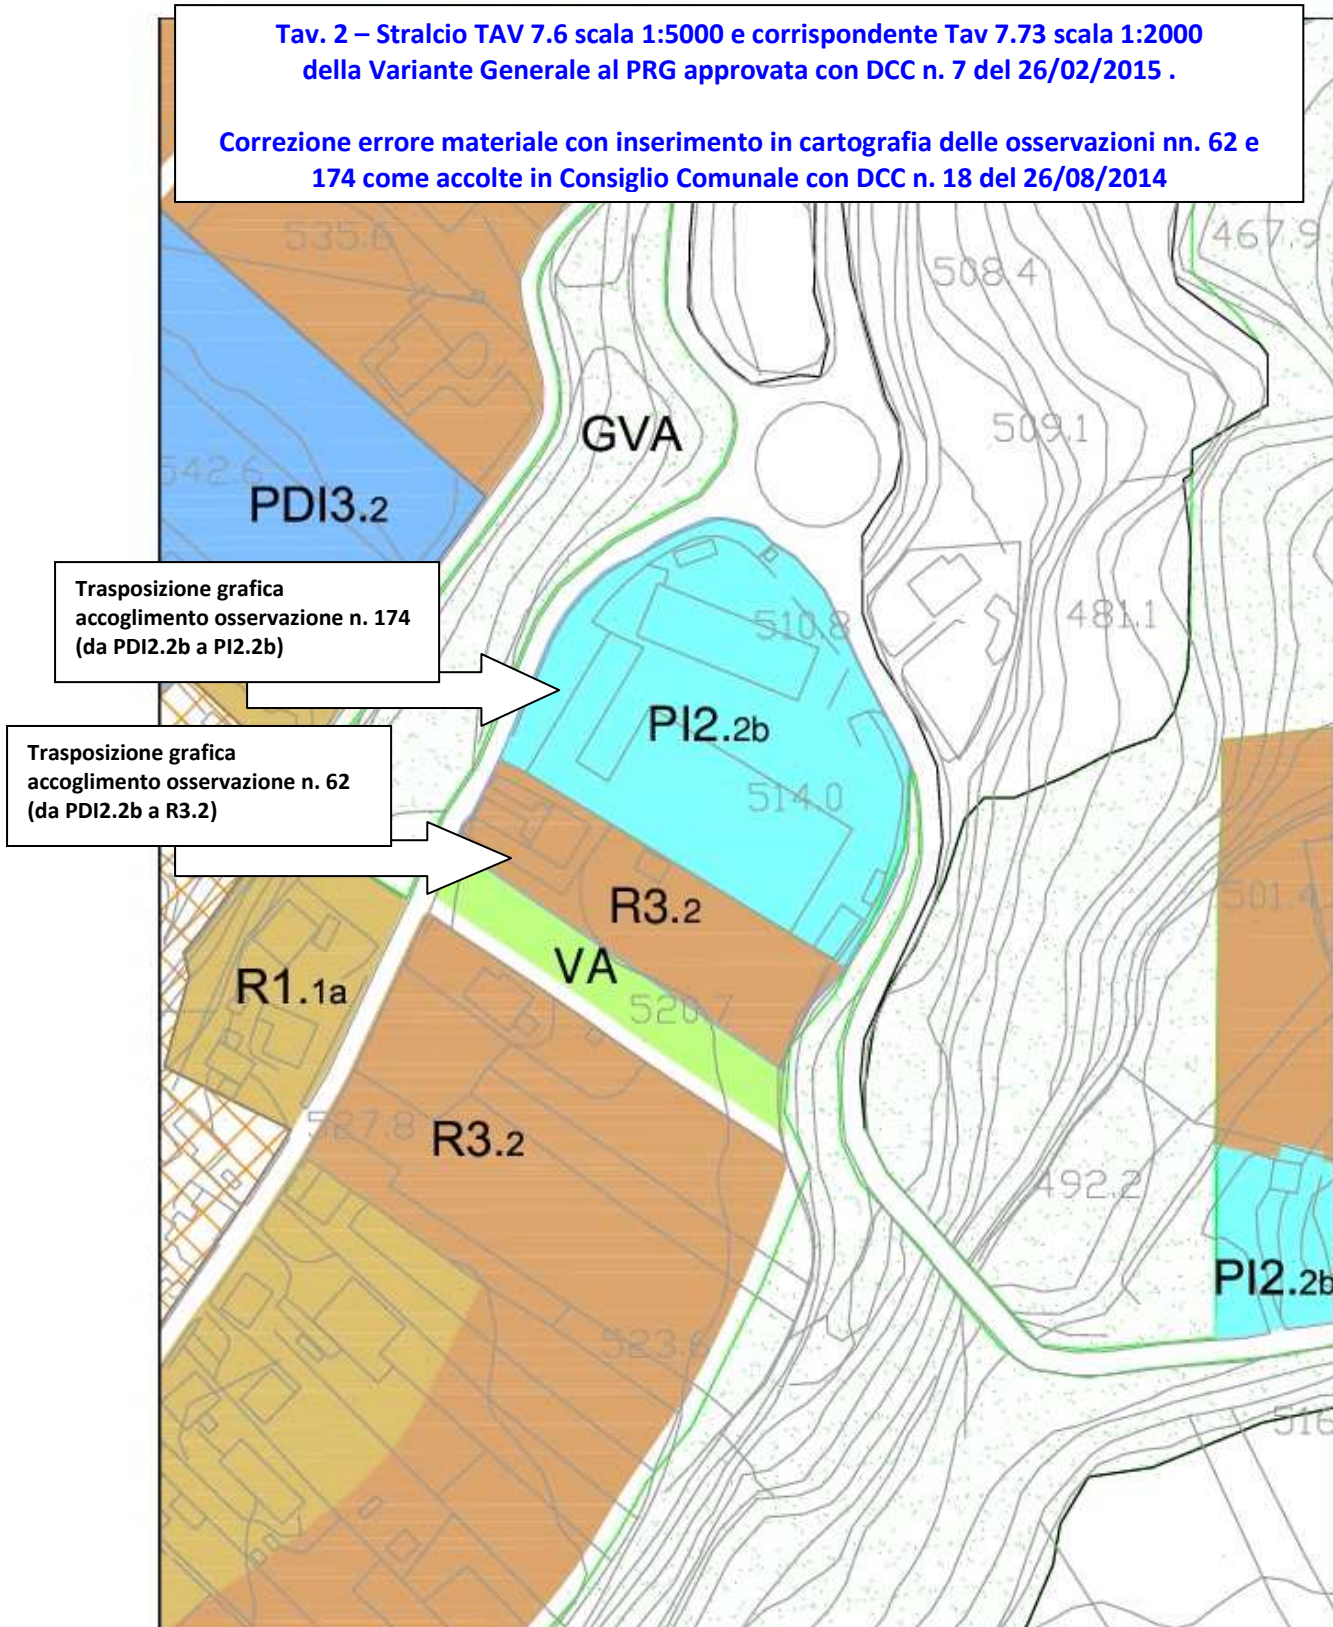 Tav. 2 – Stralcio TAV 7.6 scala 1:5000 e corrispondente Tav 7.73 scala 1:2000
della Variante Generale al PRG approvata con DCC n. 7 del 26/02/2015 .
Correzione errore materiale con inserimento in cartografia delle osservazioni nn. 62 e
174 come accolte in Consiglio Comunale con DCC n. 18 del 26/08/2014
535.6
467.9
508.4
GVA
509.1
542.6
PDI3.2
Trasposizione grafica
accoglimento osservazione n. 174
(da PDI2.2b a PI2.2b)
510.8
481.1
PI2.2b
Trasposizione grafica
accoglimento osservazione n. 62
(da PDI2.2b a R3.2)
514.0
R3.2
501.4
VA
R1.1a
520.7
527.8
R3.2
492.2
PI2.2b
523.6
516